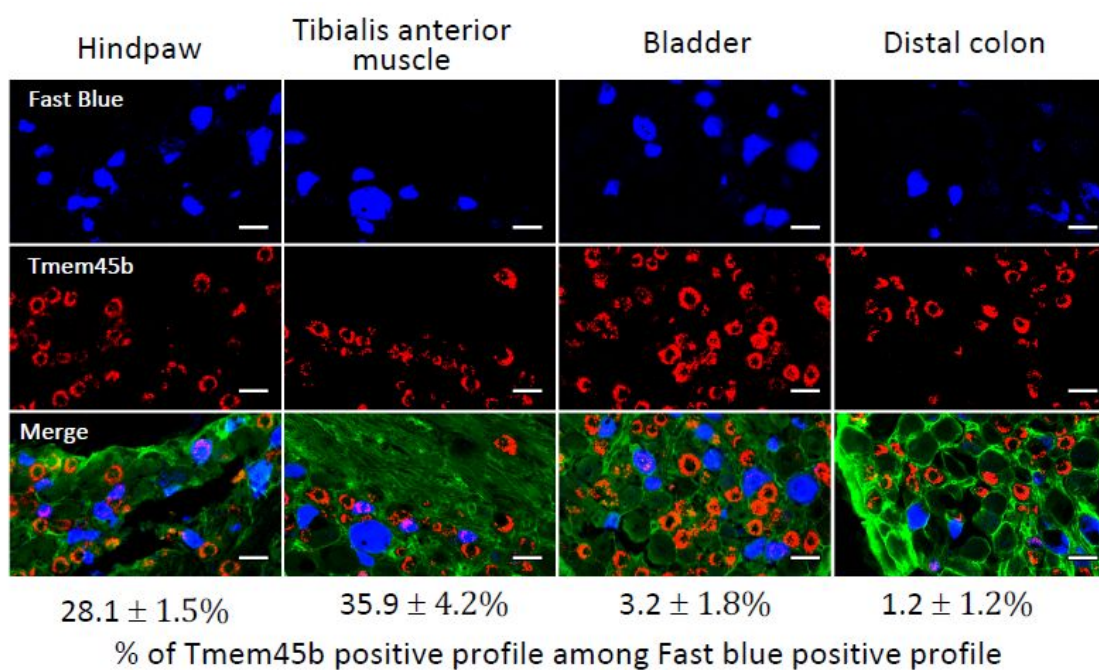 Hindpaw
Tibialis anterior
muscle
Bladder
Distal colon
Fast Blue
Tmem45b
Merge
28.1 ± 1.5%
35.9 ± 4.2%
3.2 ± 1.8%
1.2 ± 1.2%
% of Tmem45b positive profile among Fast blue positive profile